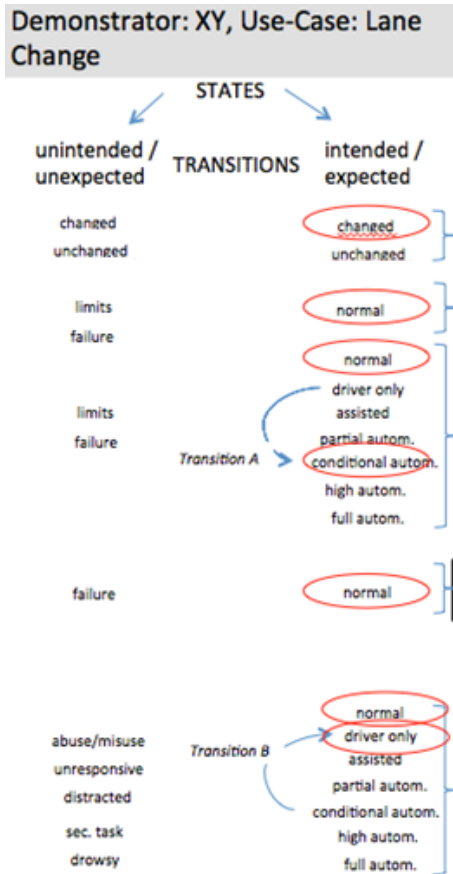 Demonstrator: XY, Use-Case: Lane
Change
STATES
unintended /
unexpected
TRANSITIONS
intended /
expected
changed
changed
unchanged
unchanged
limits
normal
failure
normal
driver only
limits
assisted
failure
partial autom.
Transition A
conditional autom.
high autom.
full autom.
failure
normal
normal
abuse/misuse
Transition B
driver only
unresponsive
assisted
distracted
partial autom.
conditional autom.
sec. task
high autom.
drowsy
full autom.